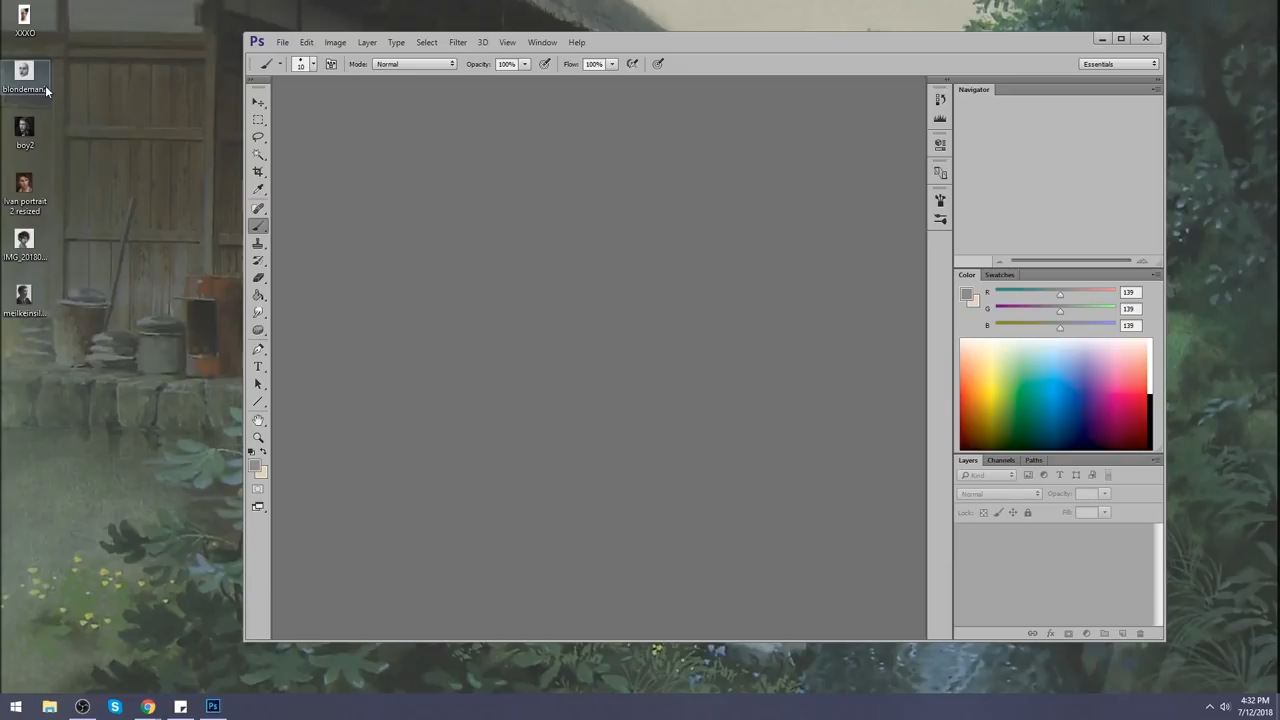 XXXO
blondeman
boy2
Ivan portrait
2 resized
IMG_20180...
meilkeinsil...
Ps
File Edit Image Layer Type Select Filter 3D View Window Help
10
Mode: Normal
Opacity: 100%
Flow: 100%
Essentials
Navigator
Color Swatches
R 139
G 139
B 139
Layers Channels Paths
Kind
Normal
Opacity:
Lock:
Fill:
4:32 PM
7/12/2018
Ps